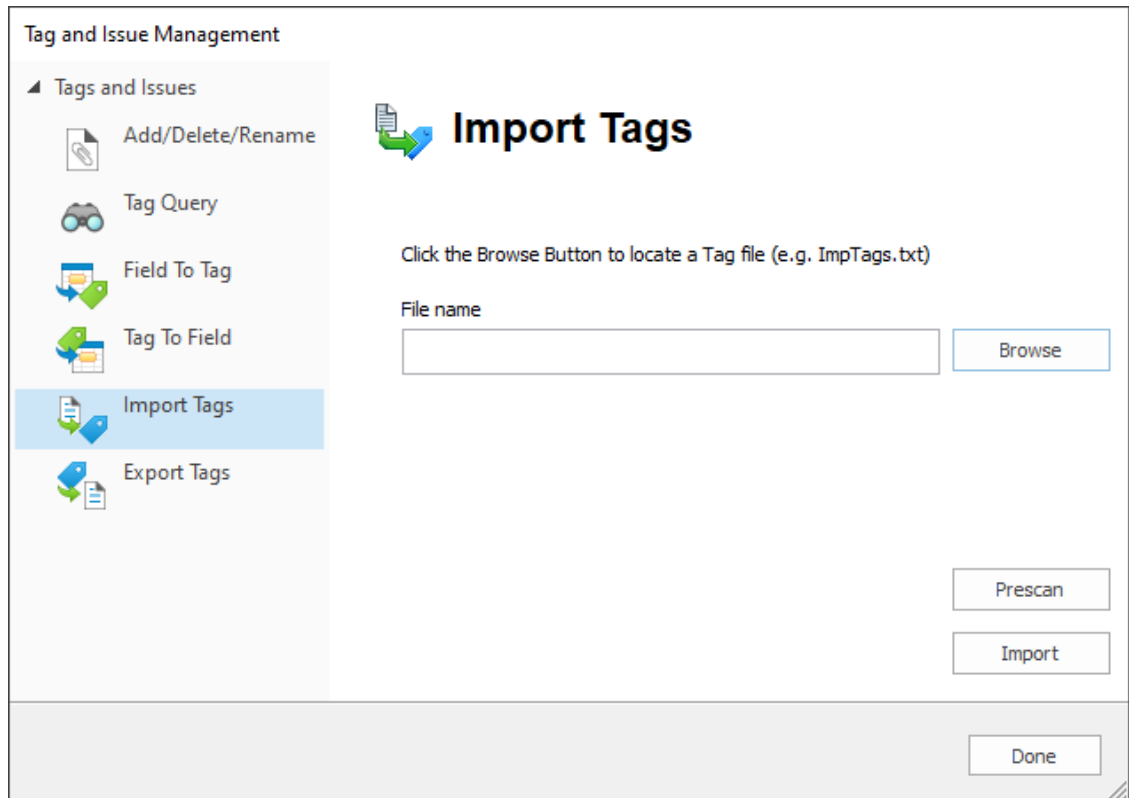 Tag and Issue Management
Tags and Issues
Add/Delete/Rename
Tag Query
Field To Tag
Tag To Field
Import Tags
Export Tags
Import Tags
Click the Browse Button to locate a Tag file (e.g. ImpTags.txt)
File name
Browse
Prescan
Import
Done